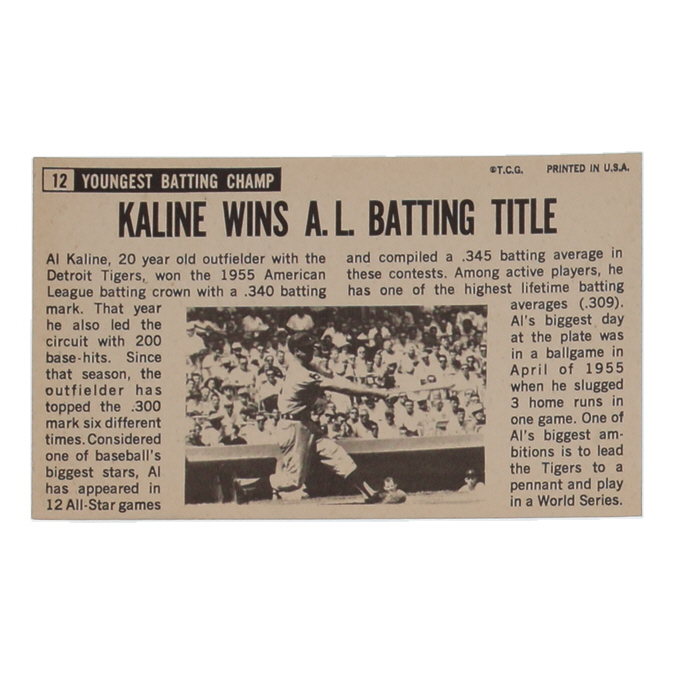 12 YOUNGEST BATTING CHAMP
©T.C.G. PRINTED IN U.S.A.
KALINE WINS A.L. BATTING TITLE
Al Kaline, 20 year old outfielder with the
Detroit Tigers, won the 1955 American
League batting crown with a .340 batting
mark. That year
he also led the
circuit with 200
base-hits. Since
that season, the
outfielder has
topped the .300
mark six different
times. Considered
one of baseball's
biggest stars, Al
has appeared in
12 All-Star games
and compiled a .345 batting average in
these contests. Among active players, he
has one of the highest lifetime batting
averages (.309).
Al's biggest day
at the plate was
in a ballgame in
April of 1955
when he slugged
3 home runs in
one game. One of
Al's biggest am-
bitions is to lead
the Tigers to a
pennant and play
in a World Series.